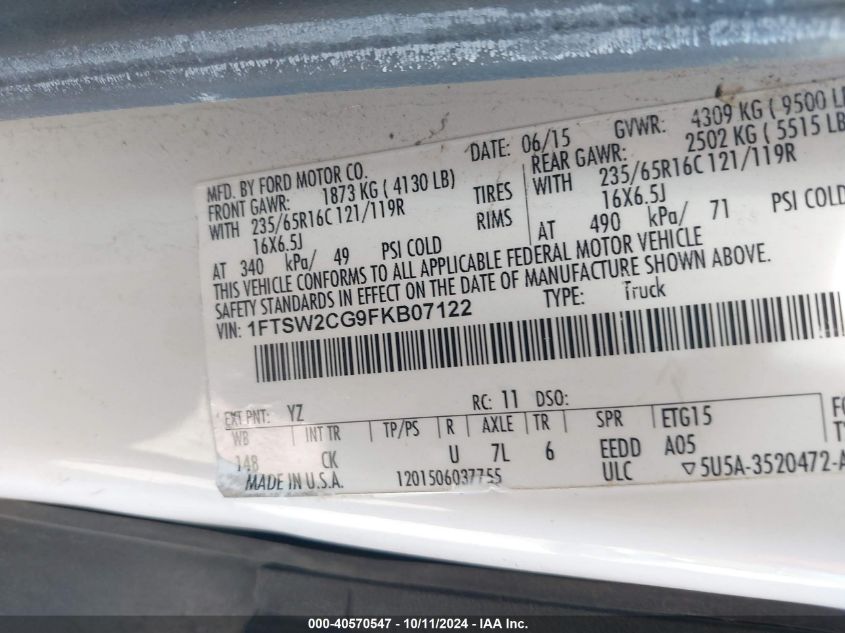 MFD. BY FORD MOTOR CO.
DATE: 06/15 GVWR: 4309 KG ( 9500 L
FRONT GAWR: 1873 KG ( 4130 LB) REAR GAWR: 2502 KG ( 5515 LB
WITH 235/65R16C 121/119R TIRES WITH 235/65R16C 121/119R
16X6.5J RIMS 16X6.5J
AT 340 kPa/ 49 PSI COLD AT 490 kPa/ 71 PSI COLD
THIS VEHICLE CONFORMS TO ALL APPLICABLE FEDERAL MOTOR VEHICLE
SAFETY STANDARDS IN EFFECT ON THE DATE OF MANUFACTURE SHOWN ABOVE.
VIN: 1FTSW2CG9FKB07122 TYPE: Truck
EXT PNT: YZ RC: 11 DSO:
WB INT TR TP/PS R AXLE TR SPR ETG15
148 CK U 7L 6 EEDD A05
MADE IN U.S.A. 1201506037755 ULC ▽5U5A-3520472-A
000-40570547 - 10/11/2024 - IAA Inc.